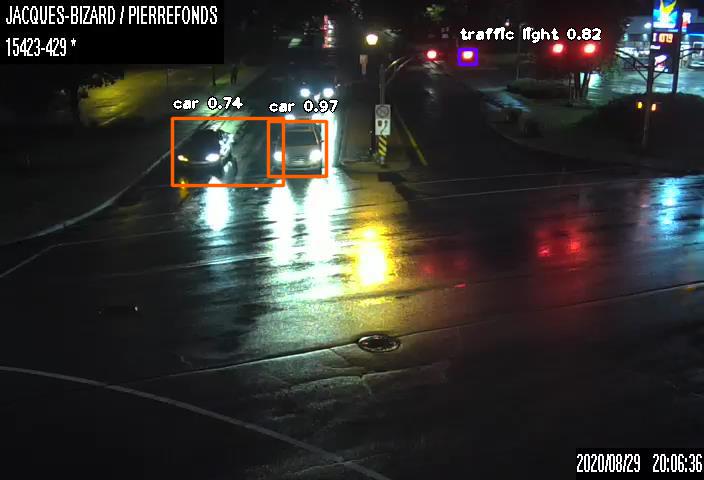 JACQUES-BIZARD / PIERREFONDS
15423-429 *
traffic light 0.82
car 0.74
car 0.97
2020/08/29 20:06:36